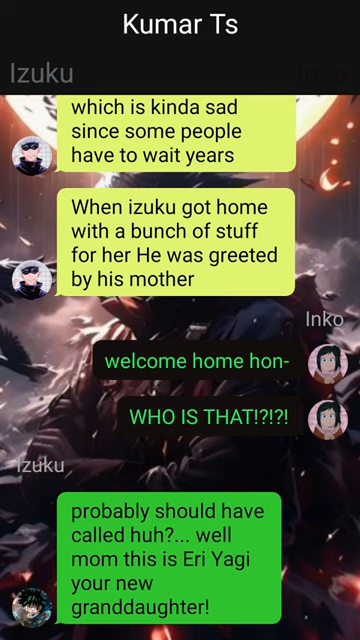 Kumar Ts
Izuku
Inko
which is kinda sad
since some people
have to wait years
When izuku got home
with a bunch of stuff
for her He was greeted
by his mother
Inko
welcome home hon-
WHO IS THAT!?!?!
Izuku
probably should have
called huh?... well
mom this is Eri Yagi
your new
granddaughter!